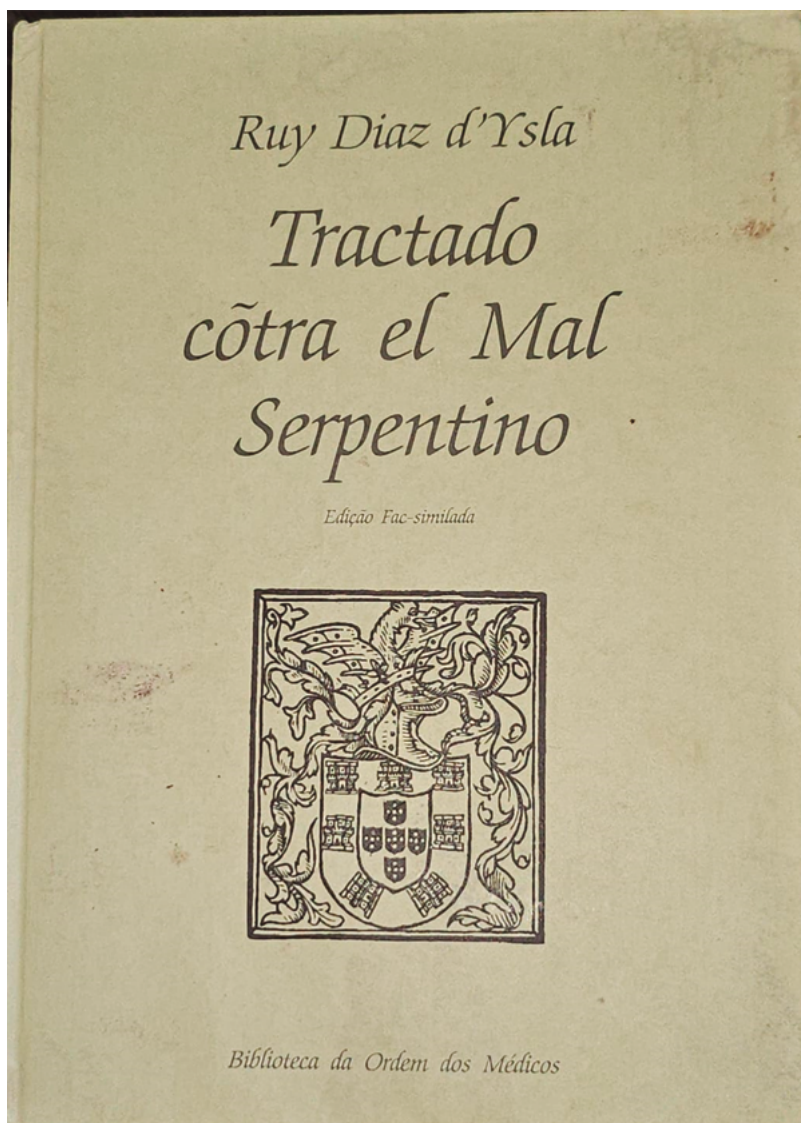 Ruy Diaz d'Ysla
Tractado
cõtra el Mal
Serpentino
Edição Fac-similada
Biblioteca da Ordem dos Médicos